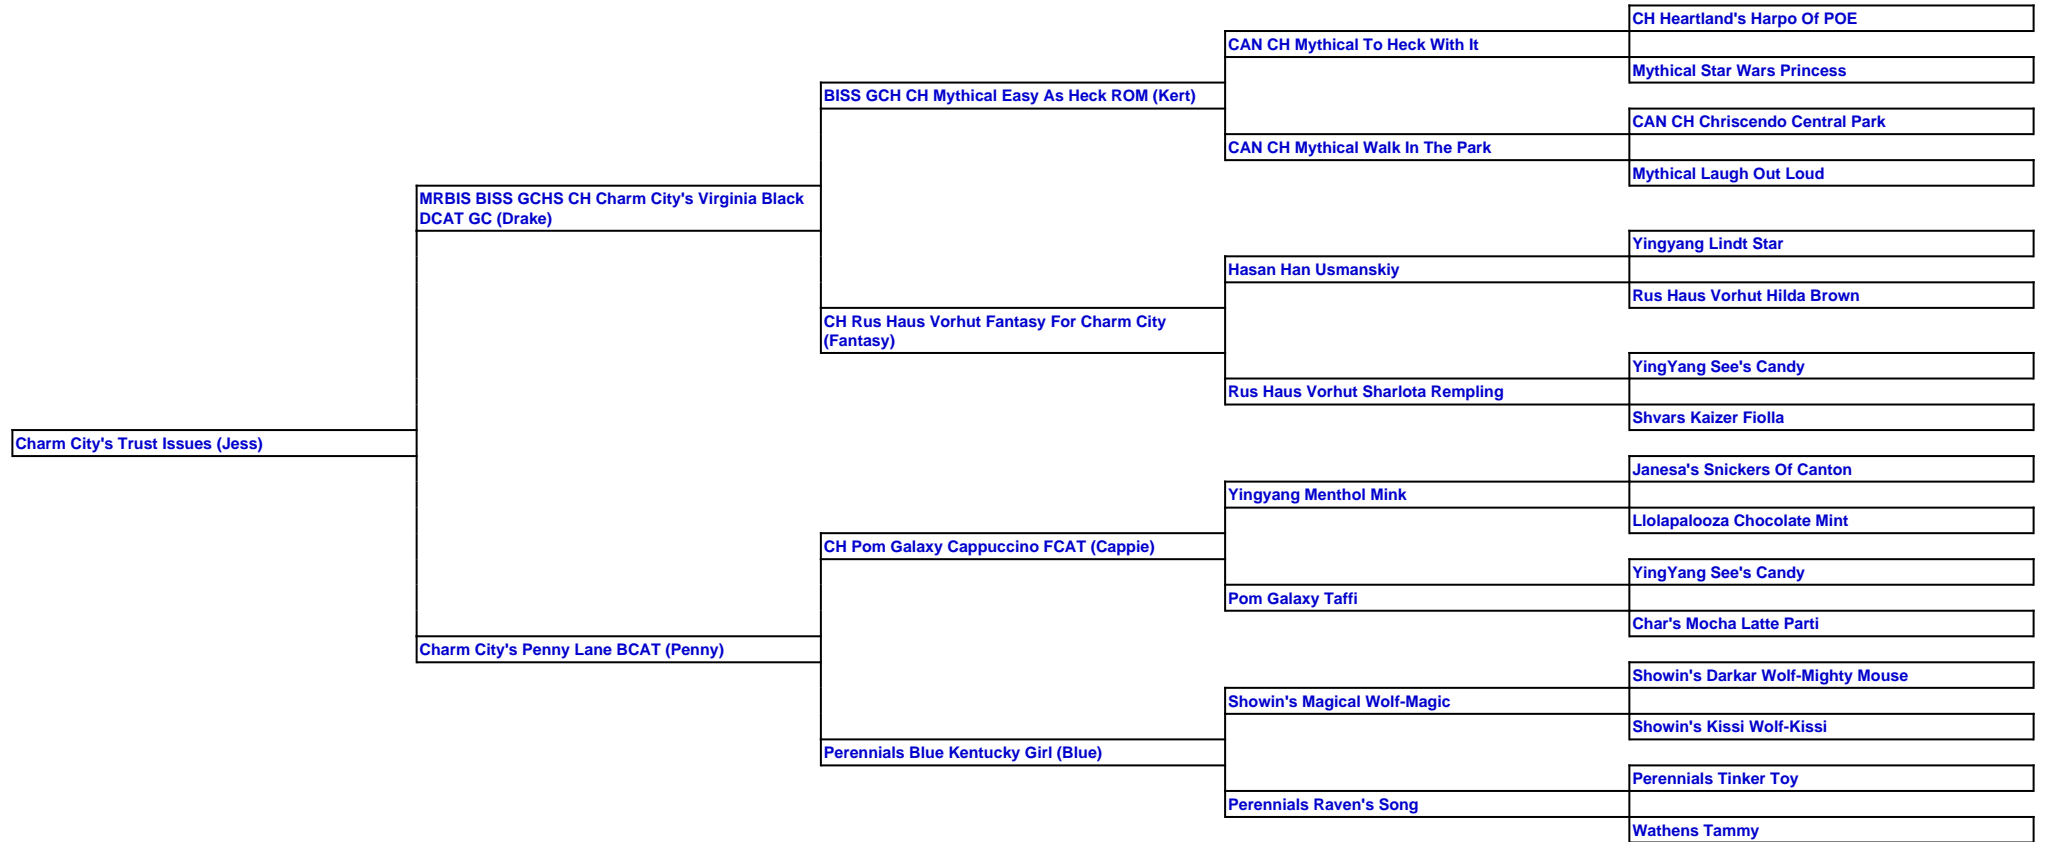 CH Heartland's Harpo Of POE
CAN CH Mythical To Heck With It
Mythical Star Wars Princess
BISS GCH CH Mythical Easy As Heck ROM (Kert)
CAN CH Chriscendo Central Park
CAN CH Mythical Walk In The Park
Mythical Laugh Out Loud
MRBIS BISS GCHS CH Charm City's Virginia Black
DCAT GC (Drake)
Yingyang Lindt Star
Hasan Han Usmanskiy
Rus Haus Vorhut Hilda Brown
CH Rus Haus Vorhut Fantasy For Charm City
(Fantasy)
YingYang See's Candy
Rus Haus Vorhut Sharlota Rempling
Shvars Kaizer Fiolla
Charm City's Trust Issues (Jess)
Janesa's Snickers Of Canton
Yingyang Menthol Mink
Llolapalooza Chocolate Mint
CH Pom Galaxy Cappuccino FCAT (Cappie)
YingYang See's Candy
Pom Galaxy Taffi
Char's Mocha Latte Parti
Charm City's Penny Lane BCAT (Penny)
Showin's Darkar Wolf-Mighty Mouse
Showin's Magical Wolf-Magic
Showin's Kissi Wolf-Kissi
Perennials Blue Kentucky Girl (Blue)
Perennials Tinker Toy
Perennials Raven's Song
Wathens Tammy